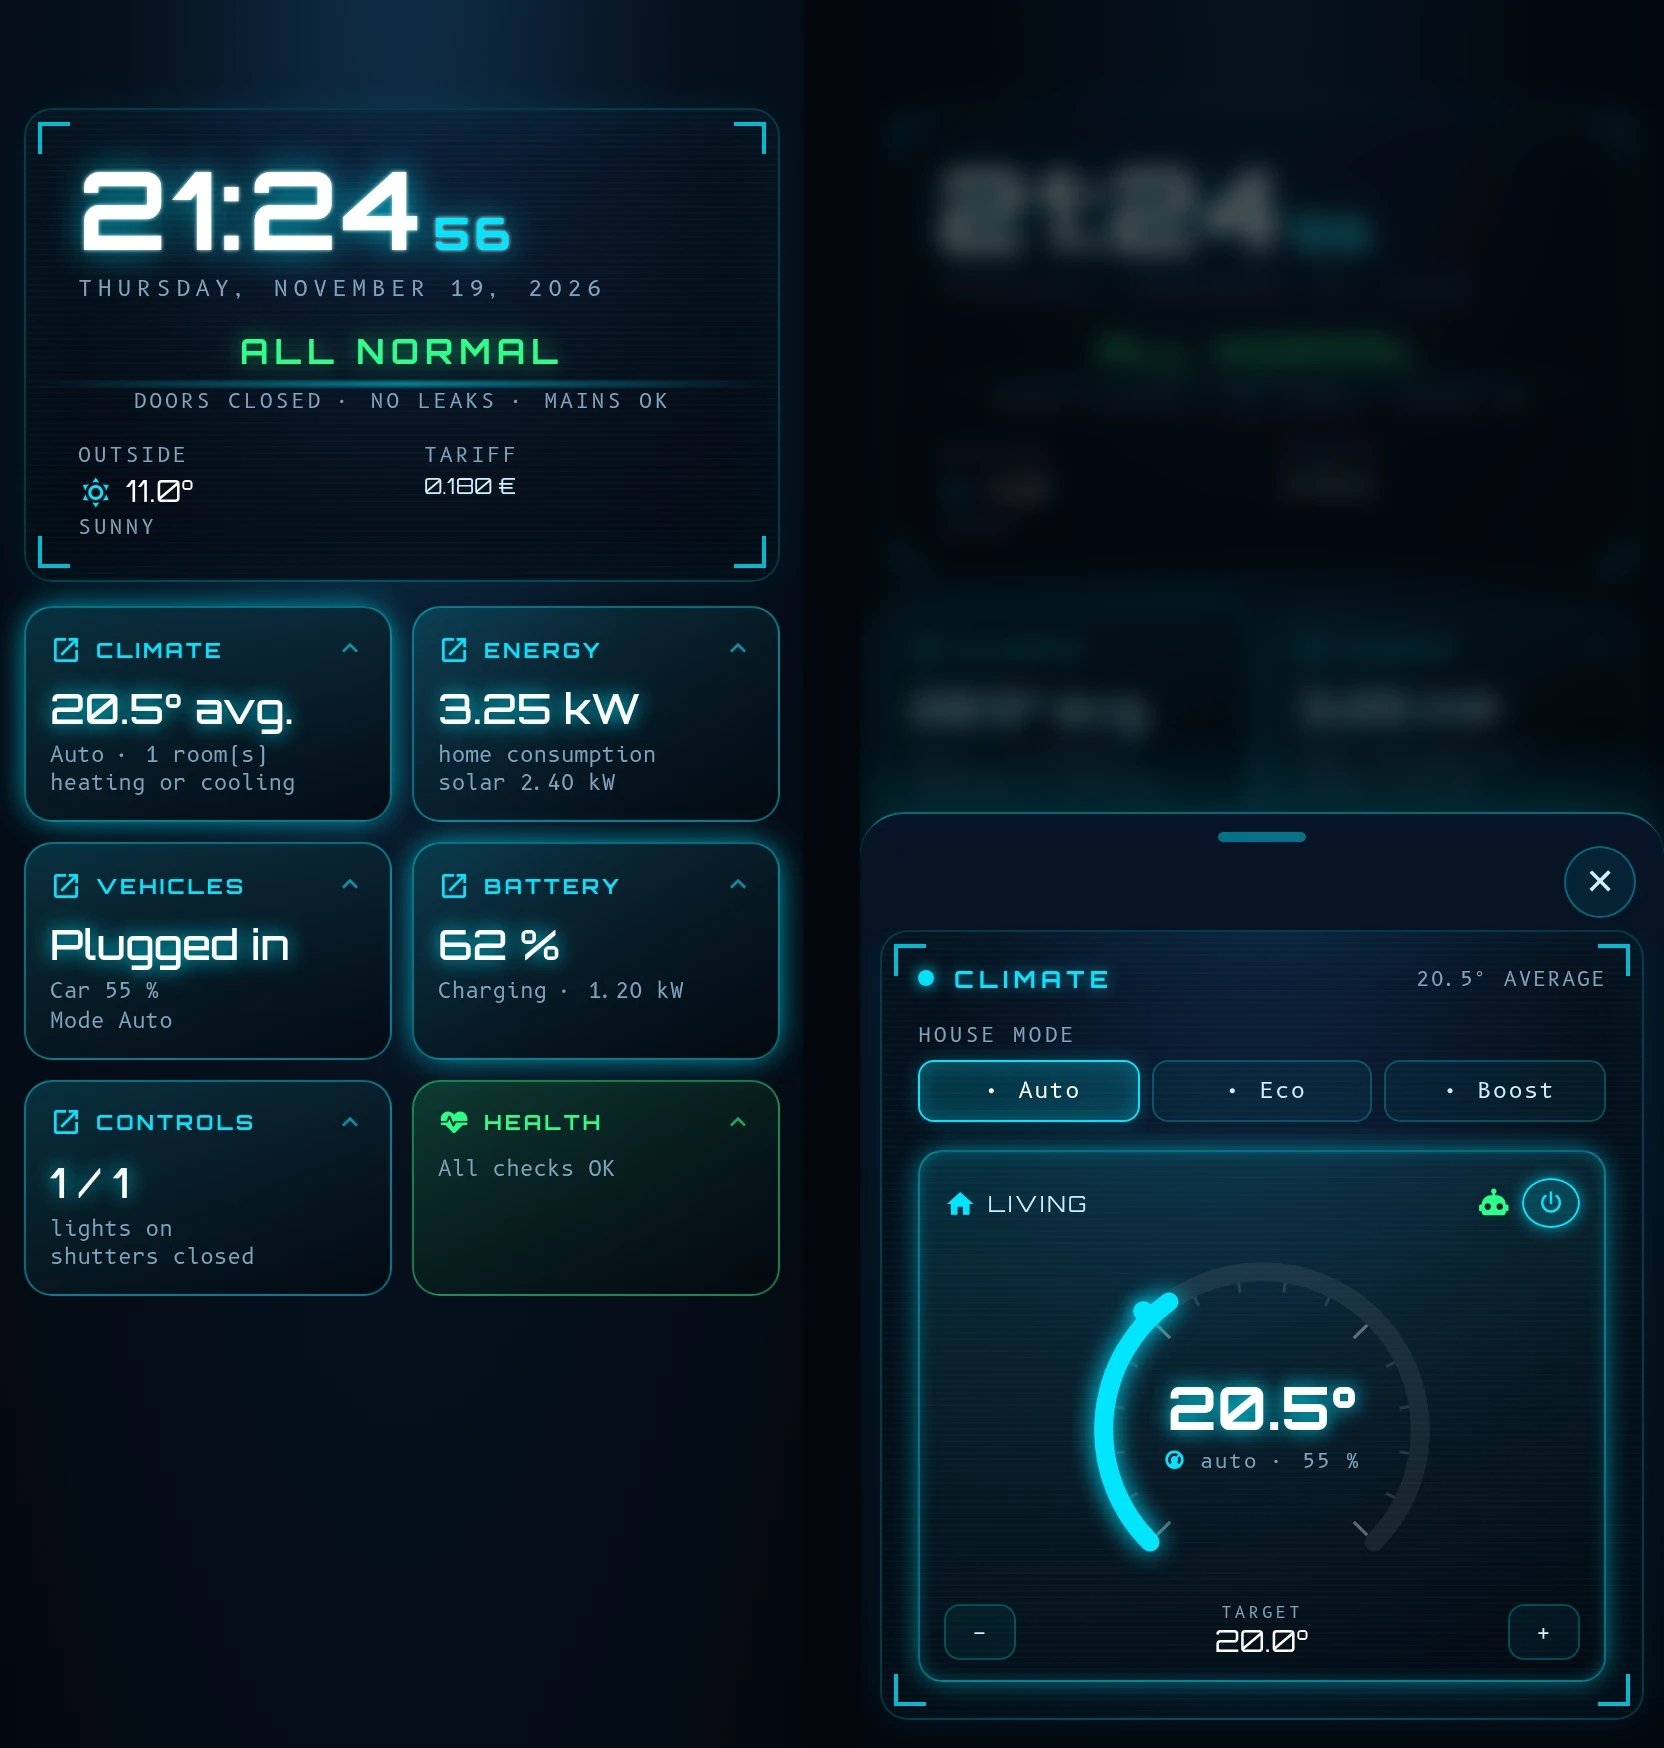 21:24 56
THURSDAY, NOVEMBER 19, 2026
ALL NORMAL
DOORS CLOSED · NO LEAKS · MAINS OK
OUTSIDE
11.0°
SUNNY
TARIFF
0.180 €
CLIMATE
20.5° avg.
Auto · 1 room(s)
heating or cooling
ENERGY
3.25 kW
home consumption
solar 2.40 kW
VEHICLES
Plugged in
Car 55 %
Mode Auto
BATTERY
62 %
Charging · 1.20 kW
CONTROLS
1 / 1
lights on
shutters closed
HEALTH
All checks OK
CLIMATE
20.5° AVERAGE
HOUSE MODE
• Auto
• Eco
• Boost
LIVING
20.5°
auto · 55 %
−
TARGET
20.0°
+